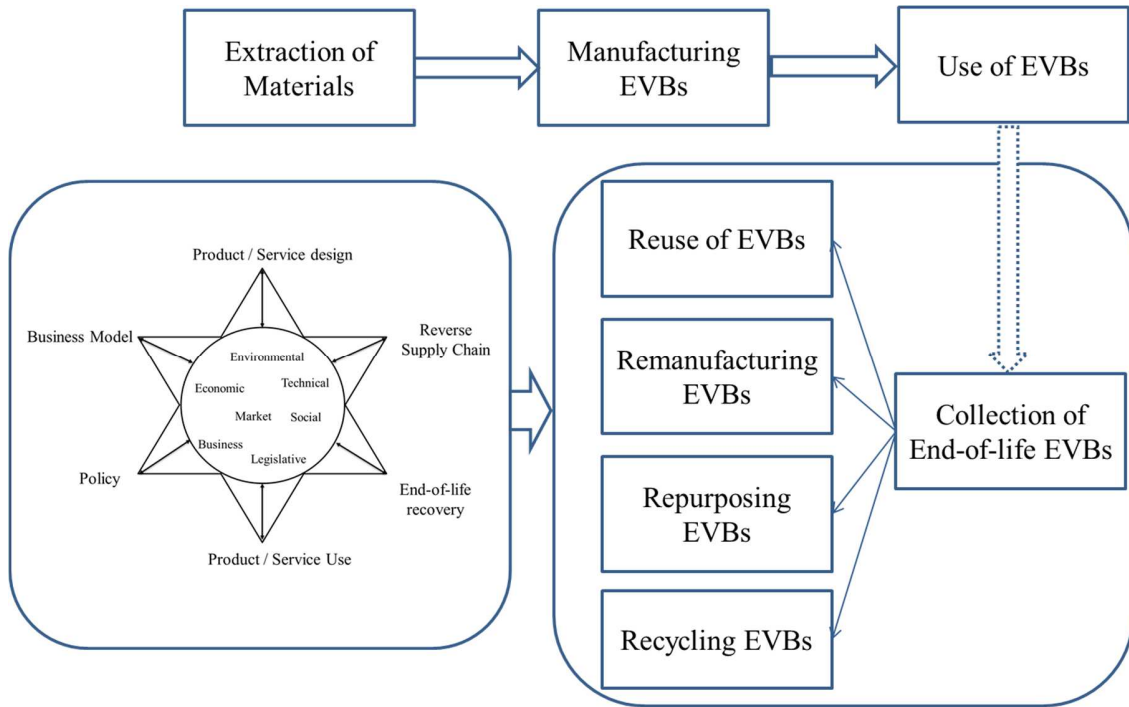 Extraction of
Materials
Manufacturing
EVBs
Use of EVBs
Product / Service design
Business Model
Reverse
Supply Chain
Environmental
Economic
Technical
Market
Social
Business
Legislative
Policy
End-of-life
recovery
Product / Service Use
Reuse of EVBs
Remanufacturing
EVBs
Repurposing
EVBs
Recycling EVBs
Collection of
End-of-life EVBs